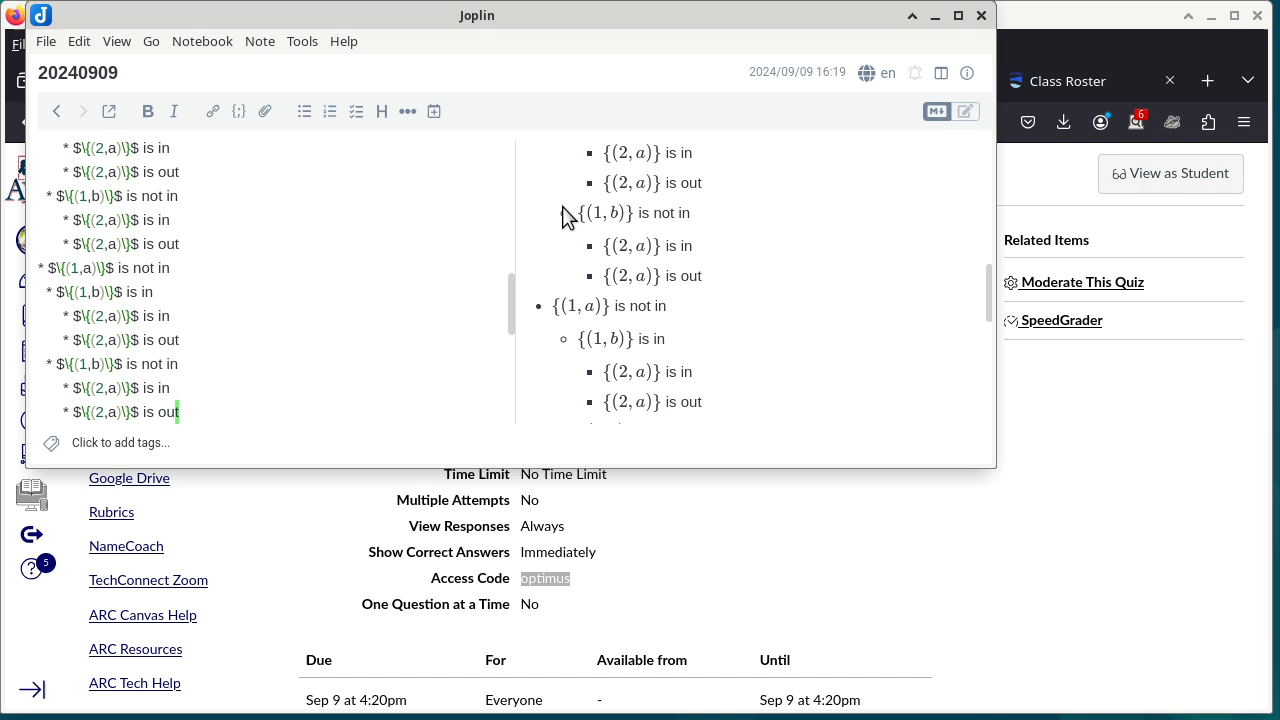 Joplin
File Edit View Go Notebook Note Tools Help
20240909
2024/09/09 16:19 en
* $\{(2,a)\}$ is in
* $\{(2,a)\}$ is out
* $\{(1,b)\}$ is not in
* $\{(2,a)\}$ is in
* $\{(2,a)\}$ is out
* $\{(1,a)\}$ is not in
* $\{(1,b)\}$ is in
* $\{(2,a)\}$ is in
* $\{(2,a)\}$ is out
* $\{(1,b)\}$ is not in
* $\{(2,a)\}$ is in
* $\{(2,a)\}$ is out
{(2, a)} is in
{(2, a)} is out
{(1, b)} is not in
{(2, a)} is in
{(2, a)} is out
{(1, a)} is not in
{(1, b)} is in
{(2, a)} is in
{(2, a)} is out
Click to add tags...
Class Roster
6
View as Student
Related Items
Moderate This Quiz
SpeedGrader
5
Google Drive
Rubrics
NameCoach
TechConnect Zoom
ARC Canvas Help
ARC Resources
ARC Tech Help
Time Limit No Time Limit
Multiple Attempts No
View Responses Always
Show Correct Answers Immediately
Access Code optimus
One Question at a Time No
Due For Available from Until
Sep 9 at 4:20pm Everyone - Sep 9 at 4:20pm